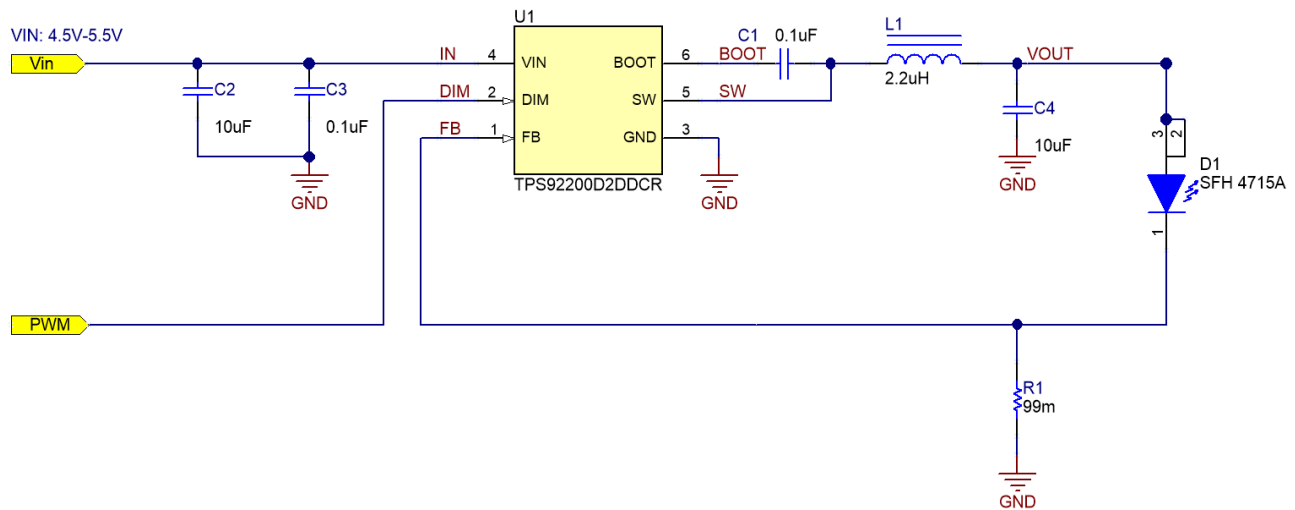 U1
VIN: 4.5V-5.5V
Vin
IN
4
VIN
BOOT
6
BOOT
C1
0.1uF
L1
2.2uH
VOUT
C2
10uF
C3
0.1uF
DIM
2
DIM
SW
5
SW
FB
1
FB
GND
3
C4
10uF
GND
3
2
D1
SFH 4715A
1
TPS92200D2DDCR
GND
GND
PWM
R1
99m
GND